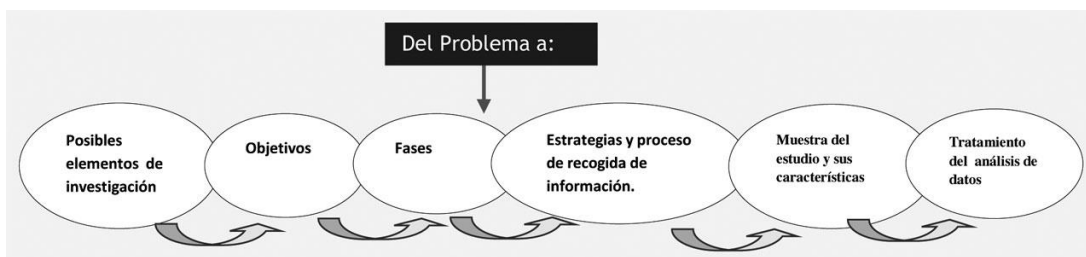 Del Problema a:
Posibles
elementos de
investigación
Objetivos
Fases
Estrategias y proceso
de recogida de
información.
Muestra del
estudio y sus
características
Tratamiento
del análisis de
datos